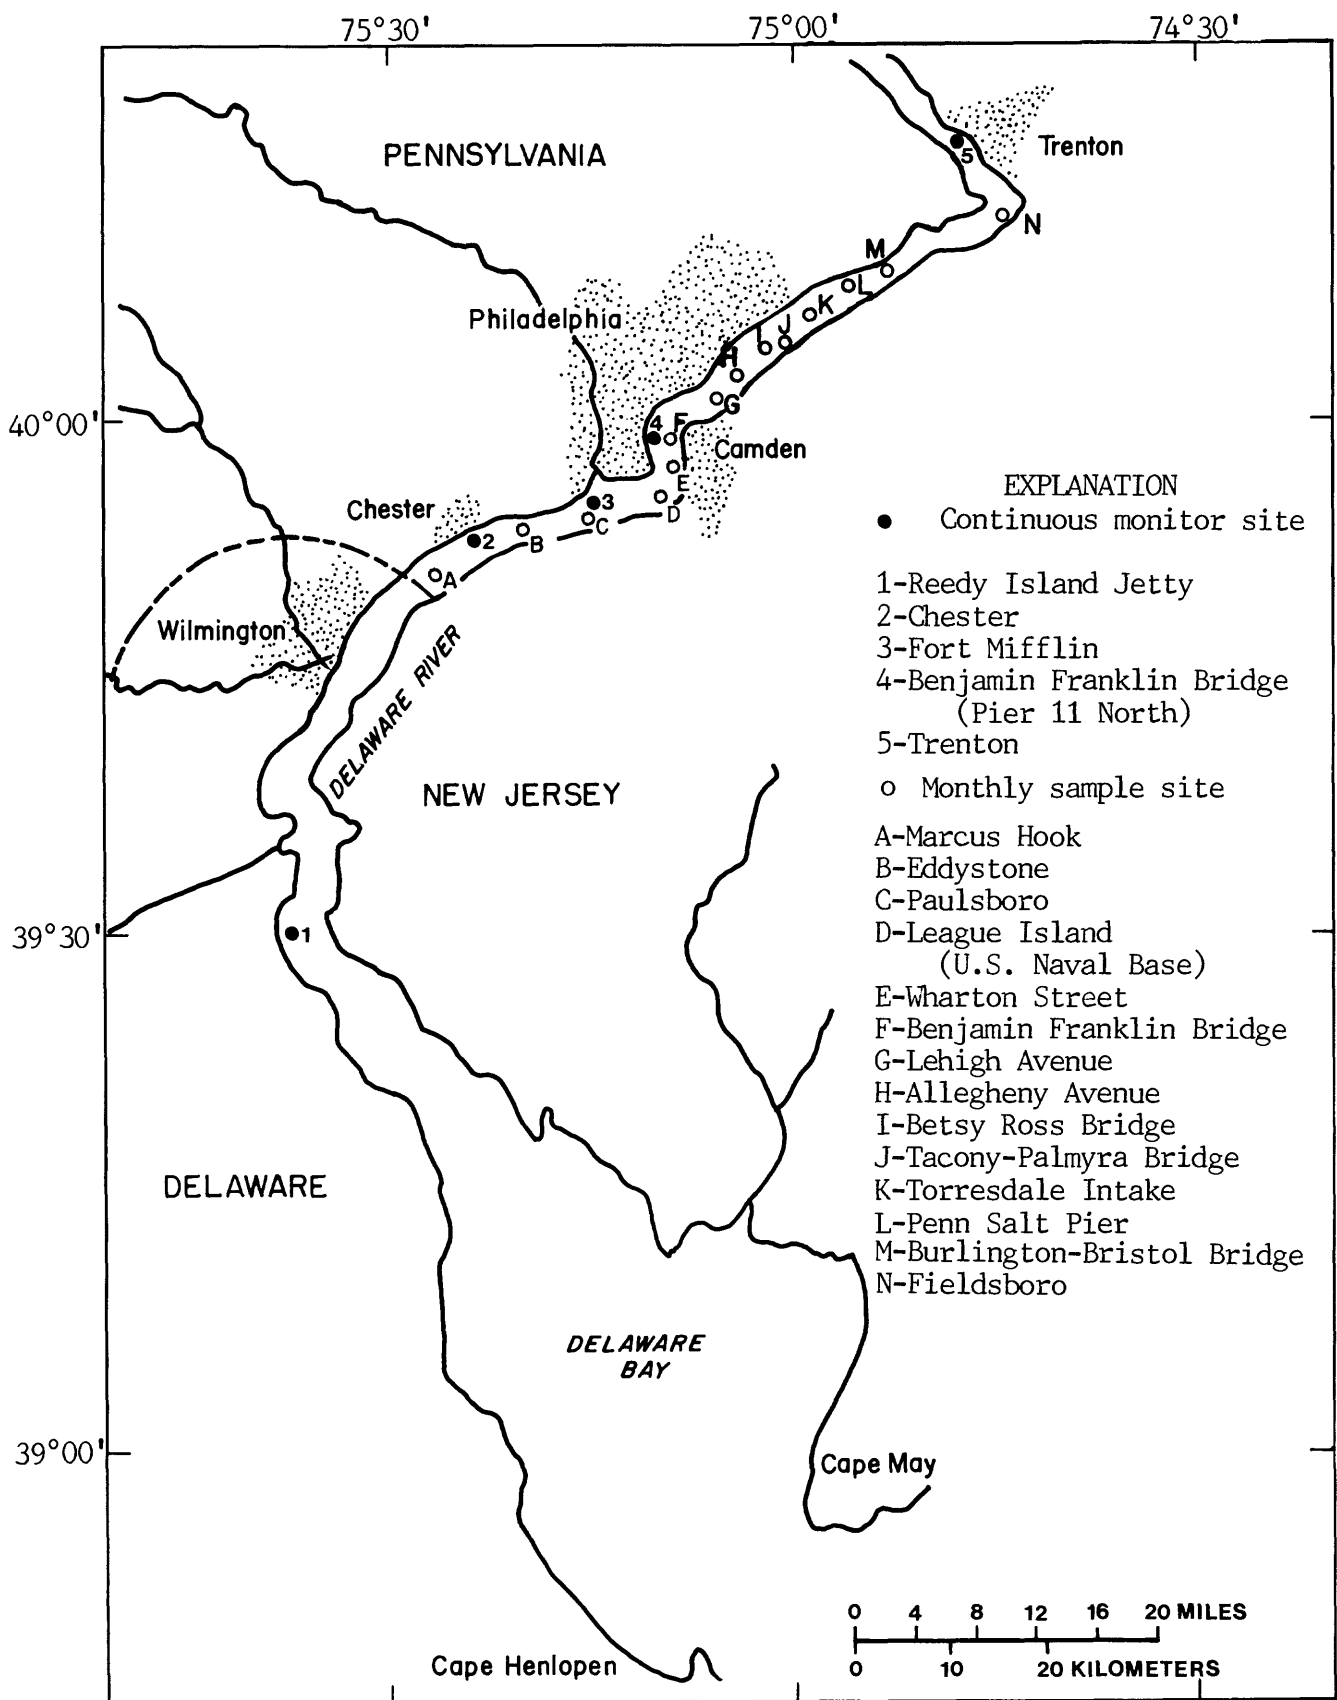 75°30'
75°00'
74°30'
PENNSYLVANIA
Trenton
5
N
M
L
K
J
I
H
G
Philadelphia
40°00'
4
F
Camden
E
D
3
C
Chester
2
B
A
Wilmington
DELAWARE RIVER
NEW JERSEY
39°30'
1
DELAWARE
DELAWARE
BAY
39°00'
Cape May
Cape Henlopen
EXPLANATION
● Continuous monitor site
1-Reedy Island Jetty
2-Chester
3-Fort Mifflin
4-Benjamin Franklin Bridge
(Pier 11 North)
5-Trenton
○ Monthly sample site
A-Marcus Hook
B-Eddystone
C-Paulsboro
D-League Island
(U.S. Naval Base)
E-Wharton Street
F-Benjamin Franklin Bridge
G-Lehigh Avenue
H-Allegheny Avenue
I-Betsy Ross Bridge
J-Tacony-Palmyra Bridge
K-Torresdale Intake
L-Penn Salt Pier
M-Burlington-Bristol Bridge
N-Fieldsboro
0 4 8 12 16 20 MILES
0 10 20 KILOMETERS